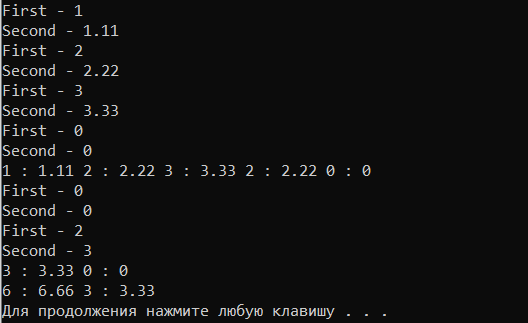 First - 1
Second - 1.11
First - 2
Second - 2.22
First - 3
Second - 3.33
First - 0
Second - 0
1 : 1.11 2 : 2.22 3 : 3.33 2 : 2.22 0 : 0
First - 0
Second - 0
First - 2
Second - 3
3 : 3.33 0 : 0
6 : 6.66 3 : 3.33
Для продолжения нажмите любую клавишу . . .